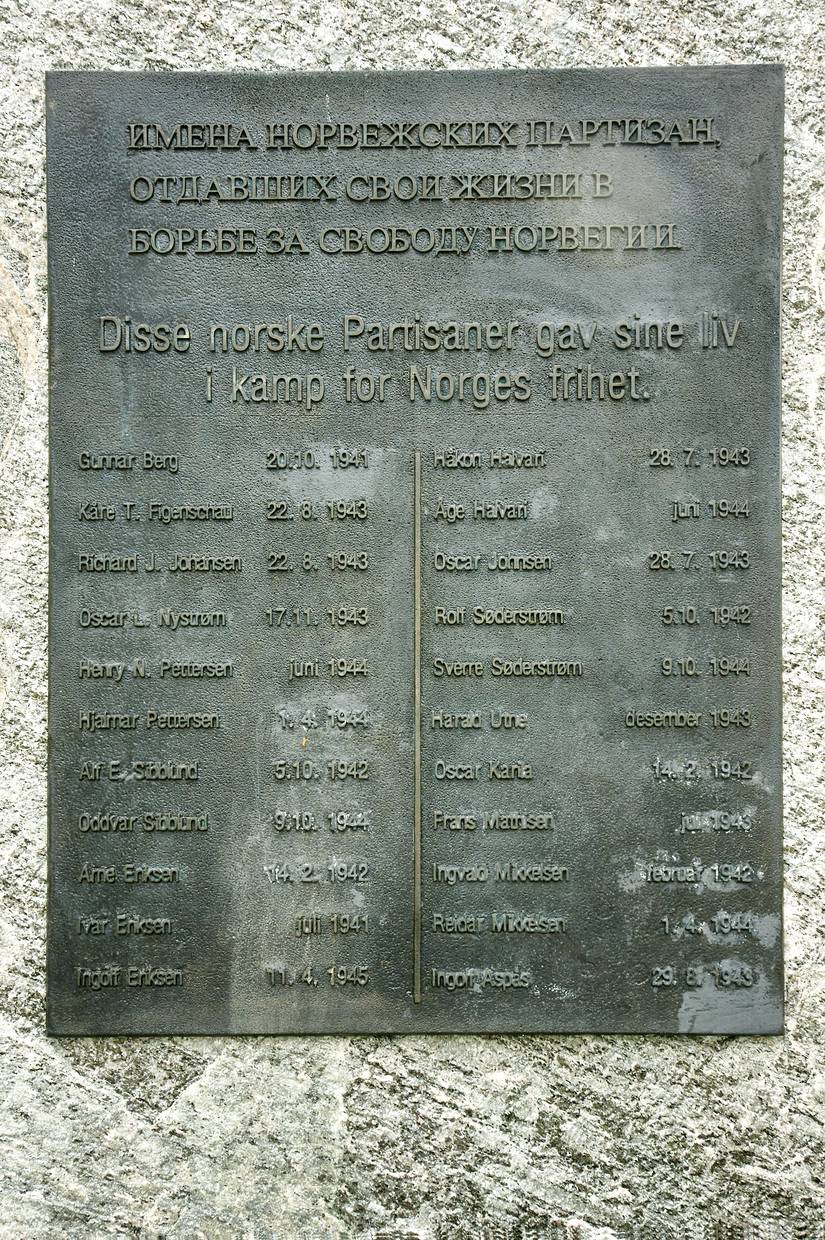 ИМЕНА НОРВЕЖСКИХ ПАРТИЗАН,
ОТДАВШИХ СВОИ ЖИЗНИ В
БОРЬБЕ ЗА СВОБОДУ НОРВЕГИИ.
Disse norske Partisaner gav sine liv
i kamp for Norges frihet.
Gunnar Berg 20.10. 1941
Kåre T. Figenschau 22. 8. 1943
Richard J. Johansen 22. 8. 1943
Oscar L. Nystrøm 17.11. 1943
Henry N. Pettersen juni 1944
Hjalmar Pettersen 1. 4. 1944
Alf E. Siblund 5.10. 1942
Oddvar Siblund 9.10. 1944
Arne Eriksen 14. 2. 1942
Ivar Eriksen juli 1941
Ingolf Eriksen 11. 4. 1945
Håkon Halvari 28. 7. 1943
Åge Halvari juni 1944
Oscar Johnsen 28. 7. 1943
Rolf Søderstrøm 5.10. 1942
Sverre Søderstrøm 9.10. 1944
Harald Utne desember 1943
Oscar Karila 14. 2. 1942
Frans Mathisen juli 1943
Ingvald Mikkelsen februar 1942
Reidar Mikkelsen 1. 4. 1944
Ingolf Aspås 29. 8. 1943